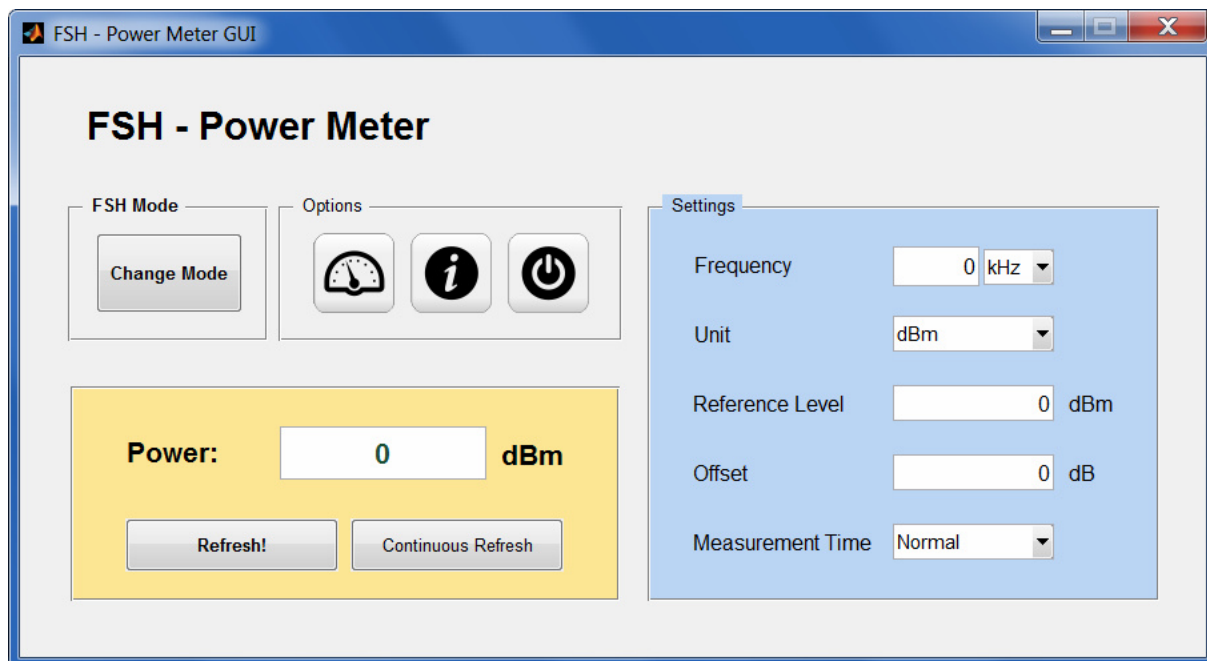 FSH - Power Meter GUI
FSH - Power Meter
FSH Mode
Change Mode
Options
i
Power:
0
dBm
Refresh!
Continuous Refresh
Settings
Frequency
0
kHz
Unit
dBm
Reference Level
0
dBm
Offset
0
dB
Measurement Time
Normal